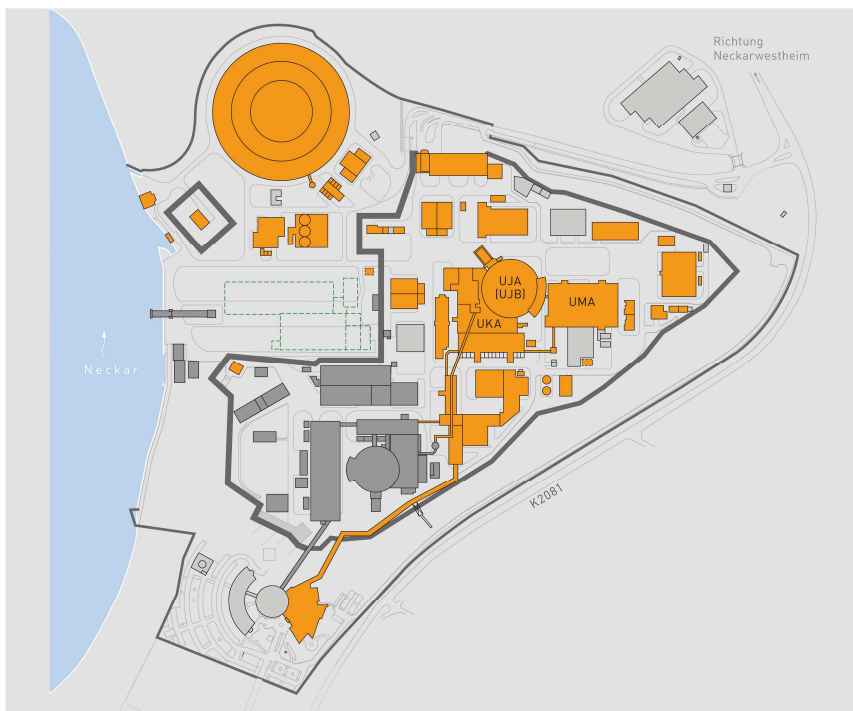 Richtung
Neckarwestheim
UJA
(UJB)
UMA
UKA
Neckar
K2081